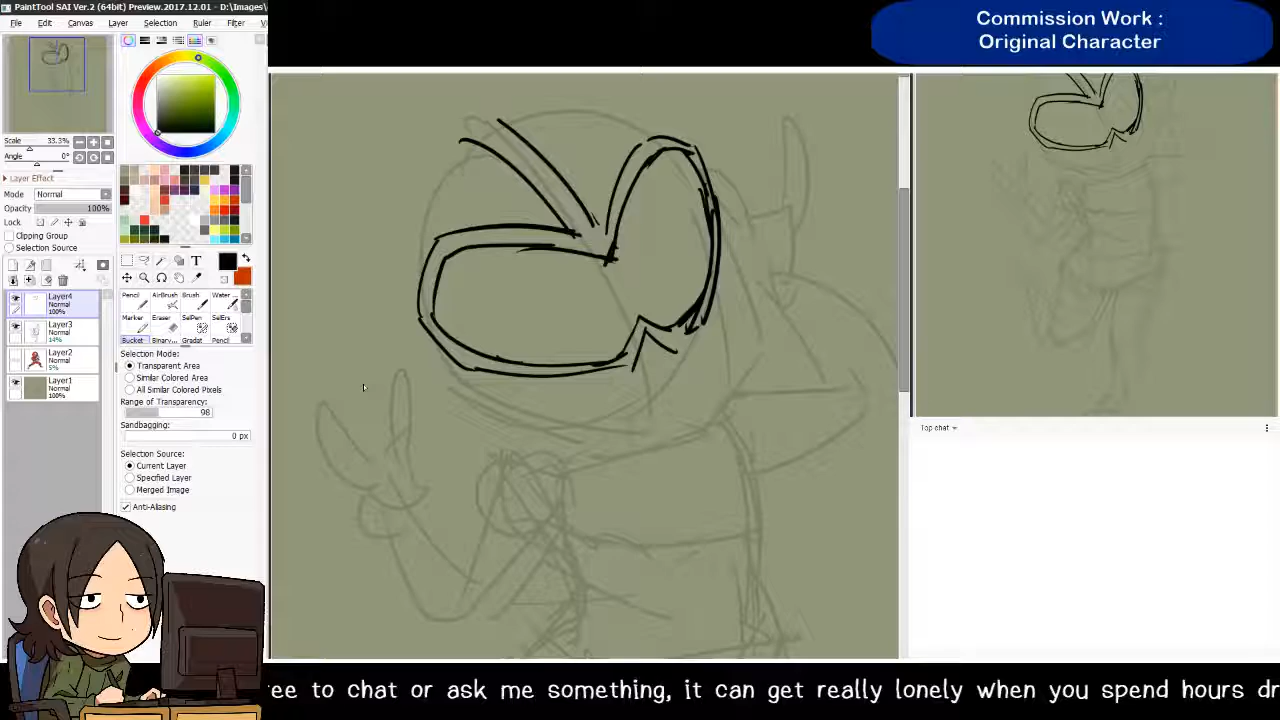 PaintTool SAI Ver.2 (64bit) Preview.2017.12.01 - D:\Images\
File Edit Canvas Layer Selection Ruler Filter
Commission Work :
Original Character
Scale 33.3%
Angle 0°
Layer Effect
Mode Normal
Opacity 100%
Lock
Clipping Group
Selection Source
T
Layer4
Normal
100%
Layer3
Normal
14%
Layer2
Normal
5%
Layer1
Normal
100%
Pencil AirBrush Brush Water ...
Marker Eraser SelPen SelErs
Bucket Binary... Gradat Pencil
Selection Mode:
Transparent Area
Similar Colored Area
All Similar Colored Pixels
Range of Transparency:
98
Sandbagging:
0 px
Selection Source:
Current Layer
Specified Layer
Merged Image
Anti-Aliasing
Top chat
ee to chat or ask me something, it can get really lonely when you spend hours dr